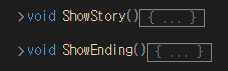 void ShowStory(){ ... }
void ShowEnding(){ ... }